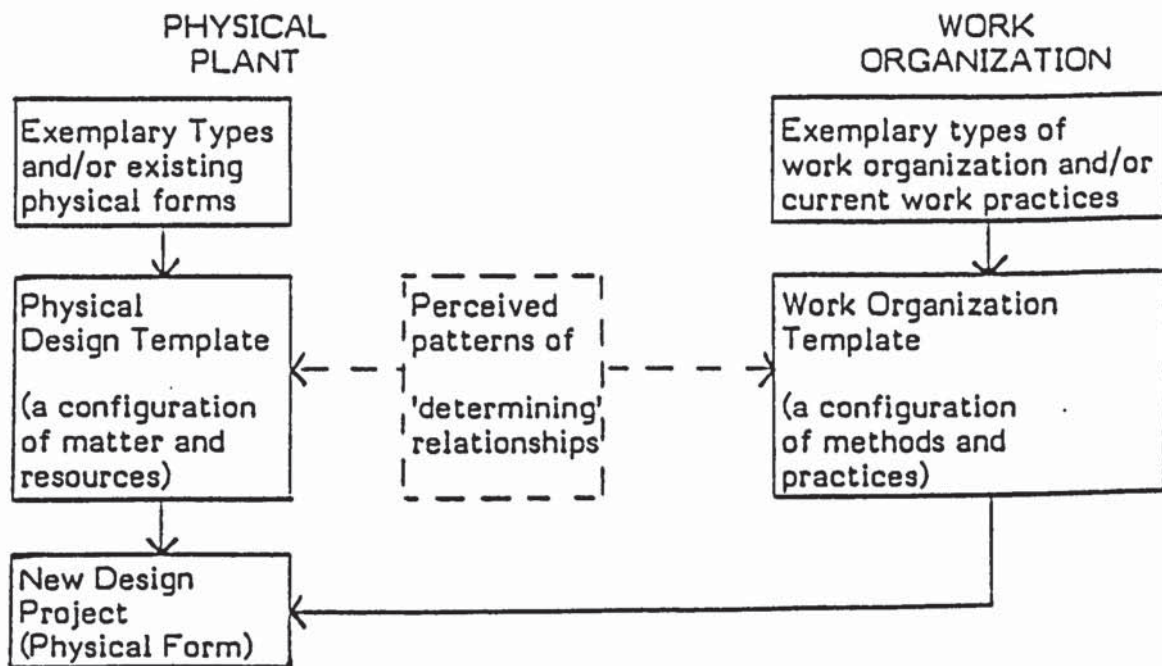 PHYSICAL
PLANT
WORK
ORGANIZATION
Exemplary Types
and/or existing
physical forms
Exemplary types of
work organization and/or
current work practices
Physical
Design Template
(a configuration
of matter and
resources)
Perceived
patterns of
'determining'
relationships
Work Organization
Template
(a configuration
of methods and
practices)
New Design
Project
(Physical Form)